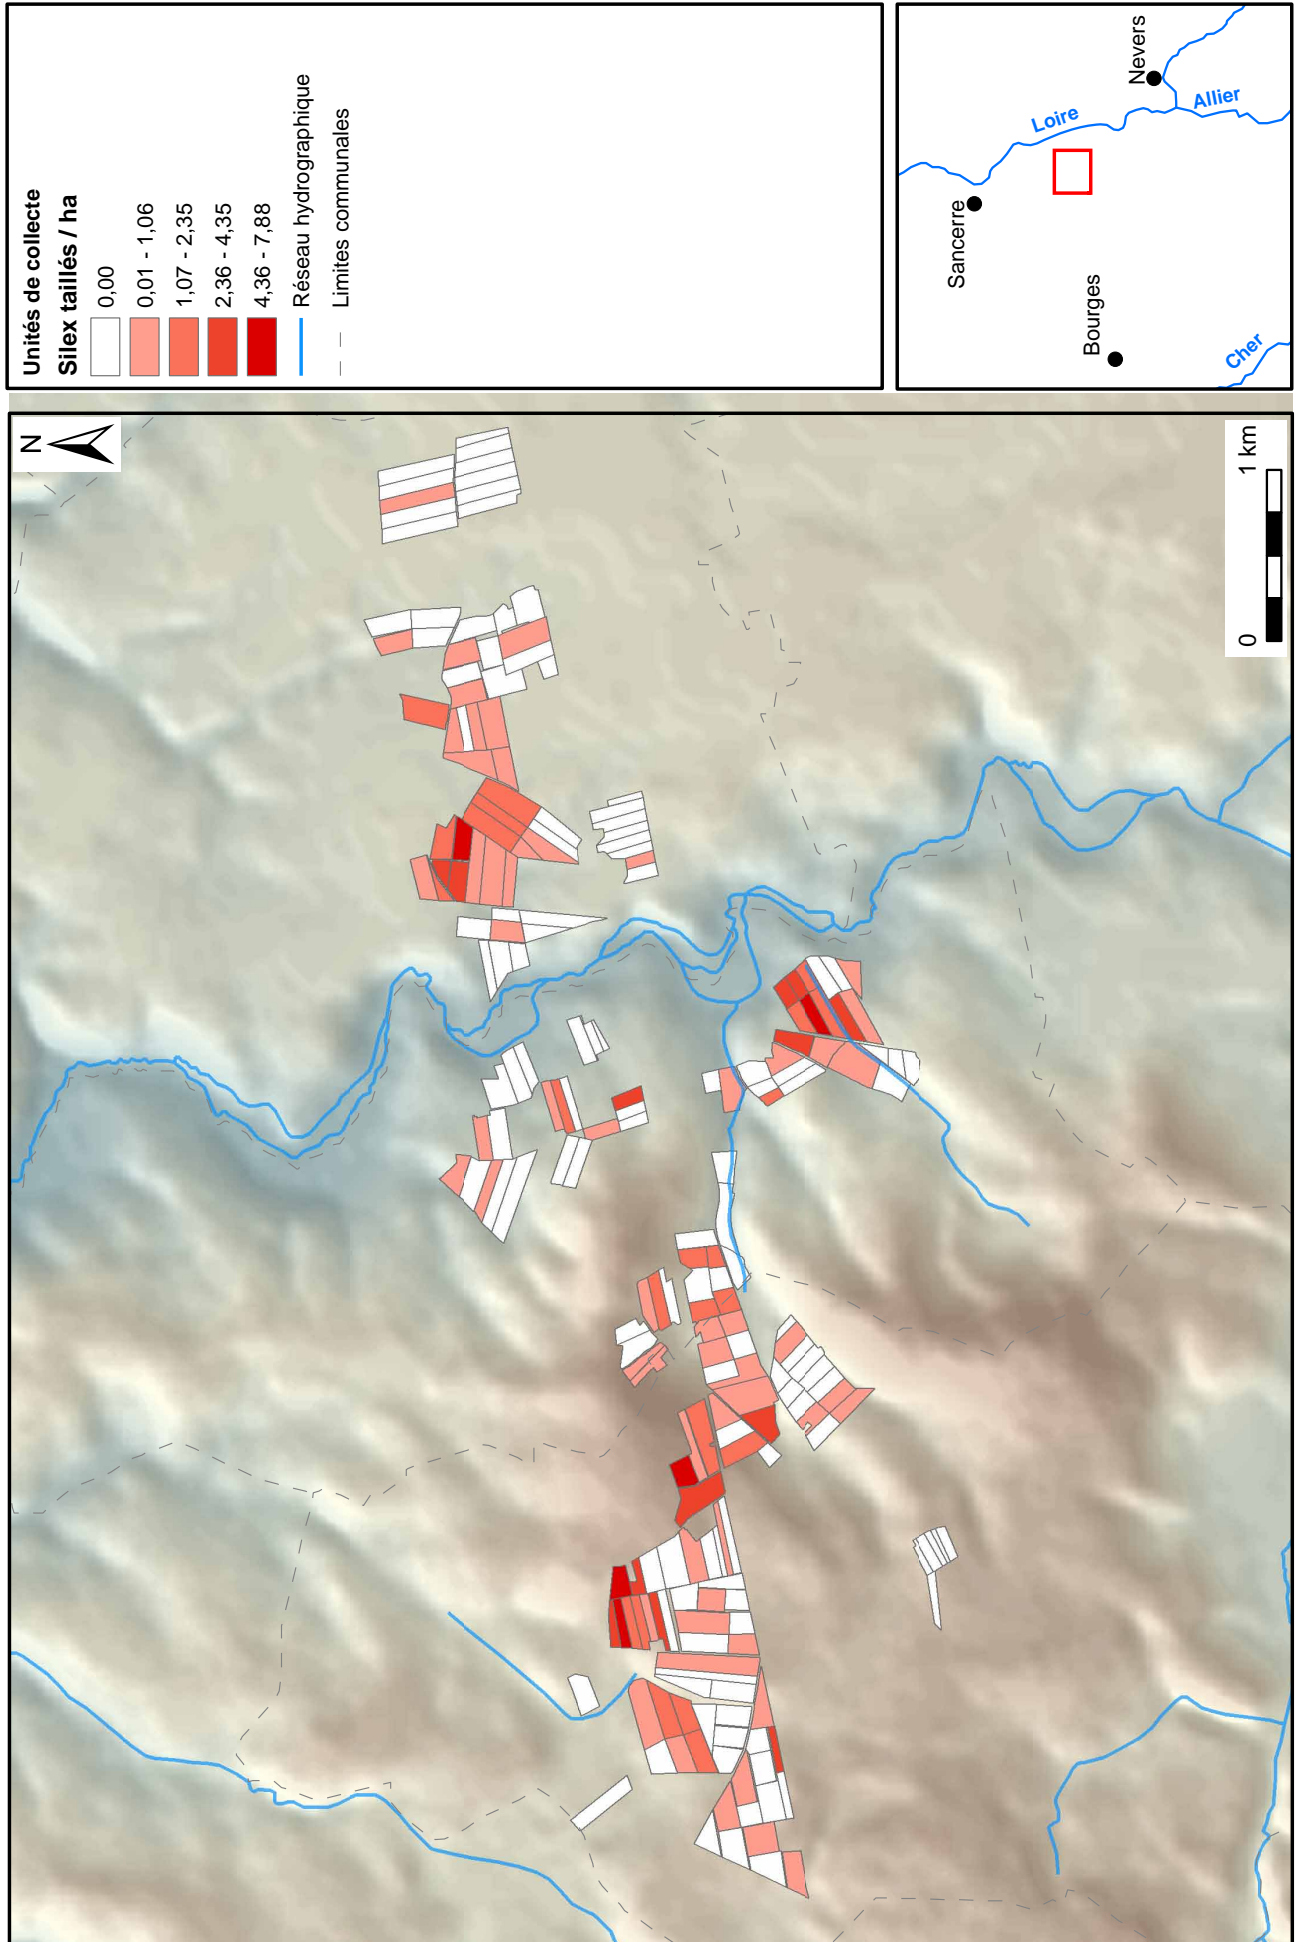 Unités de collecte
Silex taillés / ha
0,00
0,01 - 1,06
1,07 - 2,35
2,36 - 4,35
4,36 - 7,88
Réseau hydrographique
Limites communales
N
0 1 km
Sancerre
Bourges
Nevers
Loire
Allier
Cher